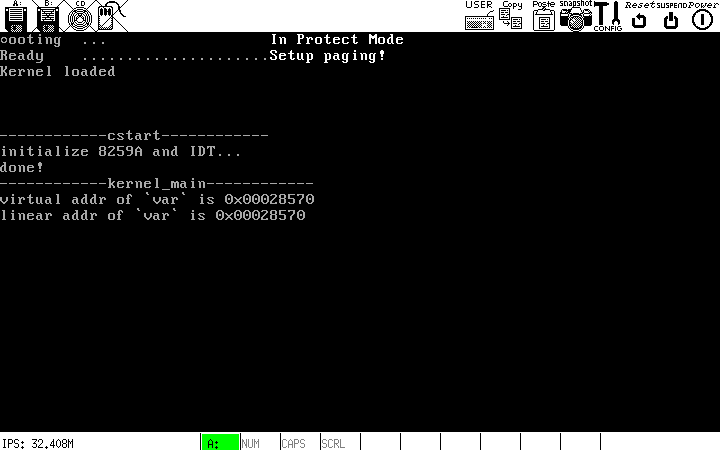 A: B: CD USER Copy Poste snapshot CONFIG Reset SUSPEND Power
ooting ... In Protect Mode
Ready .....................Setup paging!
Kernel loaded
------------cstart------------
initialize 8259A and IDT...
done!
------------kernel_main------------
virtual addr of `var` is 0x00028570
linear addr of `var` is 0x00028570
IPS: 32.408M A: NUM CAPS SCRL